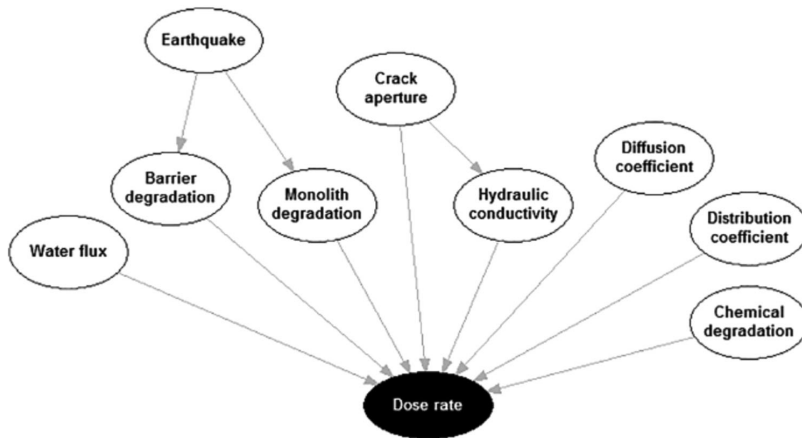 Earthquake
Crack
aperture
Diffusion
coefficient
Barrier
degradation
Monolith
degradation
Hydraulic
conductivity
Distribution
coefficient
Water flux
Chemical
degradation
Dose rate